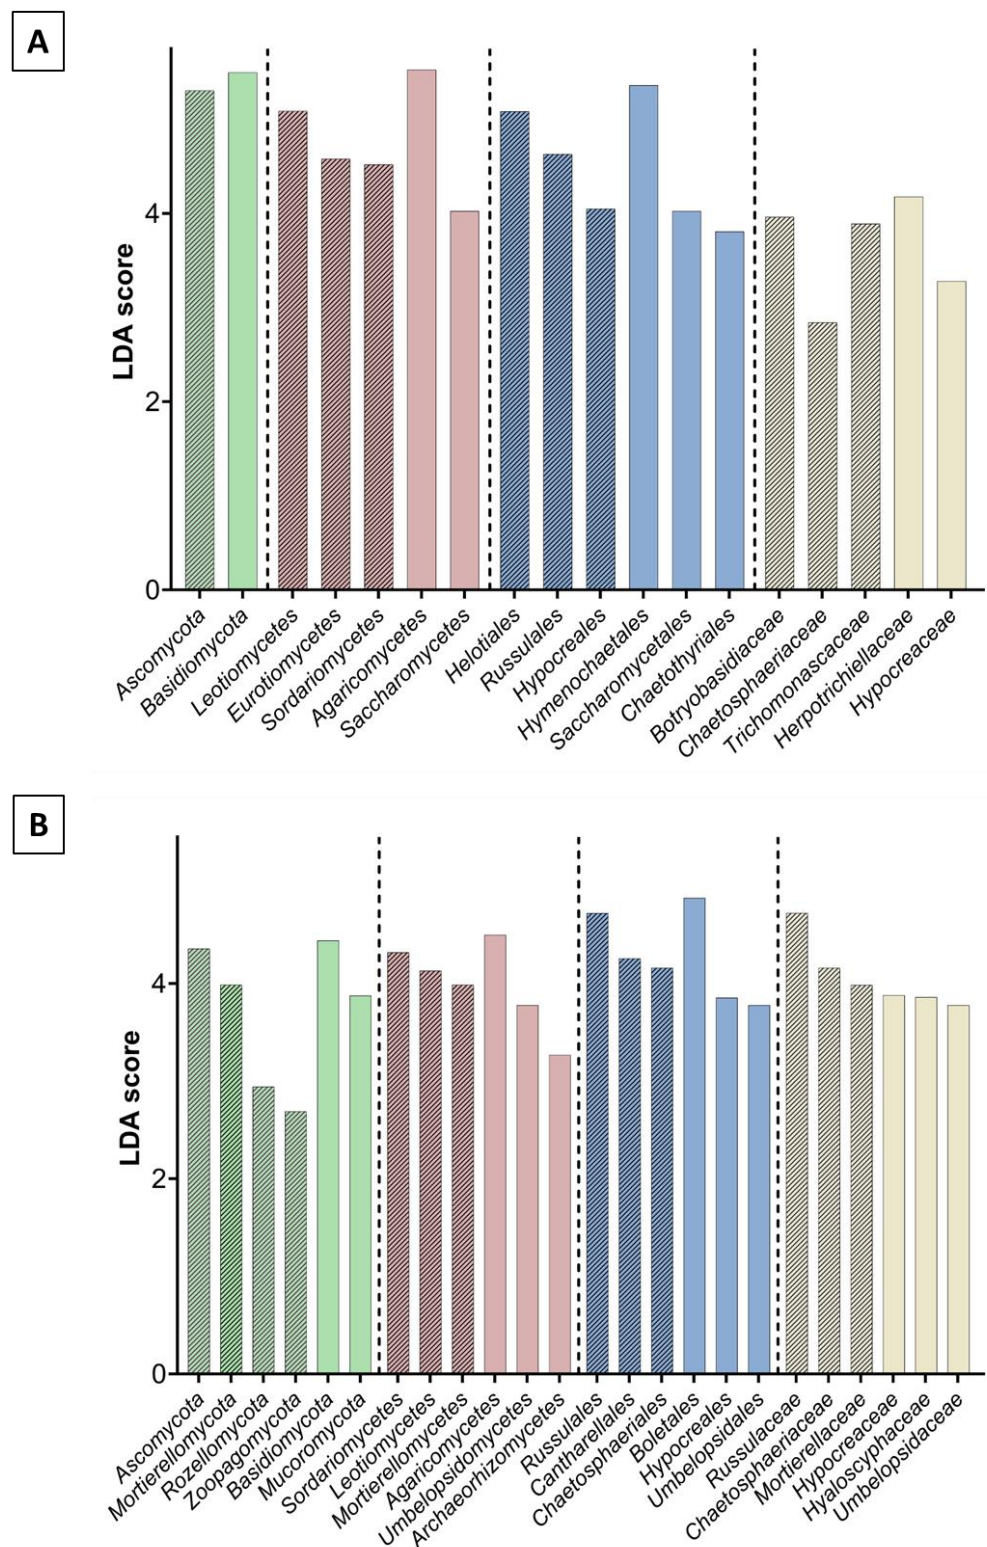 A
LDA score
4
2
0
Ascomycota
Basidiomycota
Leotiomycetes
Eurotiomycetes
Sordariomycetes
Agaricomycetes
Saccharomycetes
Helotiales
Russulales
Hypocreales
Hymenochaetales
Saccharomycetales
Chaetothyriales
Botryobasidiaceae
Chaetosphaeriaceae
Trichomonascaceae
Herpotrichiellaceae
Hypocreaceae
B
LDA score
4
2
0
Ascomycota
Mortierellomycota
Rozellomycota
Zoopagomycota
Basidiomycota
Mucoromycota
Sordariomycetes
Leotiomycetes
Mortierellomycetes
Agaricomycetes
Umbelopsidomycetes
Archaeorhizomycetes
Russulales
Cantharellales
Chaetosphaeriales
Boletales
Hypocreales
Umbelopsidales
Russulaceae
Chaetosphaeriaceae
Mortierellaceae
Hypocreaceae
Hyaloscyphaceae
Umbelopsidaceae